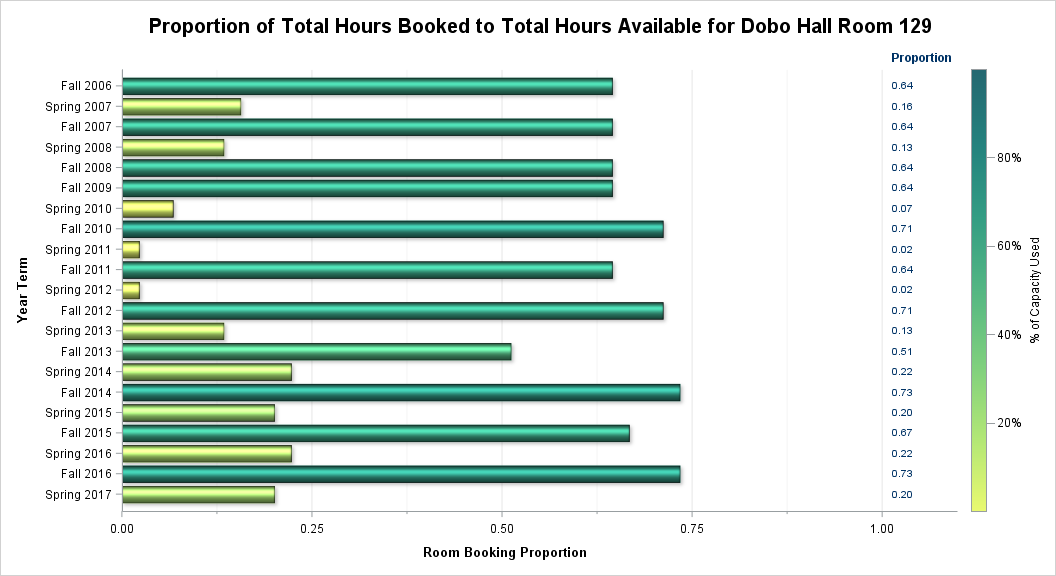 Proportion of Total Hours Booked to Total Hours Available for Dobo Hall Room 129
Proportion
Fall 2006 0.64
Spring 2007 0.16
Fall 2007 0.64
Spring 2008 0.13
Fall 2008 0.64
Fall 2009 0.64
Spring 2010 0.07
Fall 2010 0.71
Spring 2011 0.02
Fall 2011 0.64
Spring 2012 0.02
Fall 2012 0.71
Spring 2013 0.13
Fall 2013 0.51
Spring 2014 0.22
Fall 2014 0.73
Spring 2015 0.20
Fall 2015 0.67
Spring 2016 0.22
Fall 2016 0.73
Spring 2017 0.20
Year Term
0.00 0.25 0.50 0.75 1.00
Room Booking Proportion
80%
60%
40%
20%
% of Capacity Used